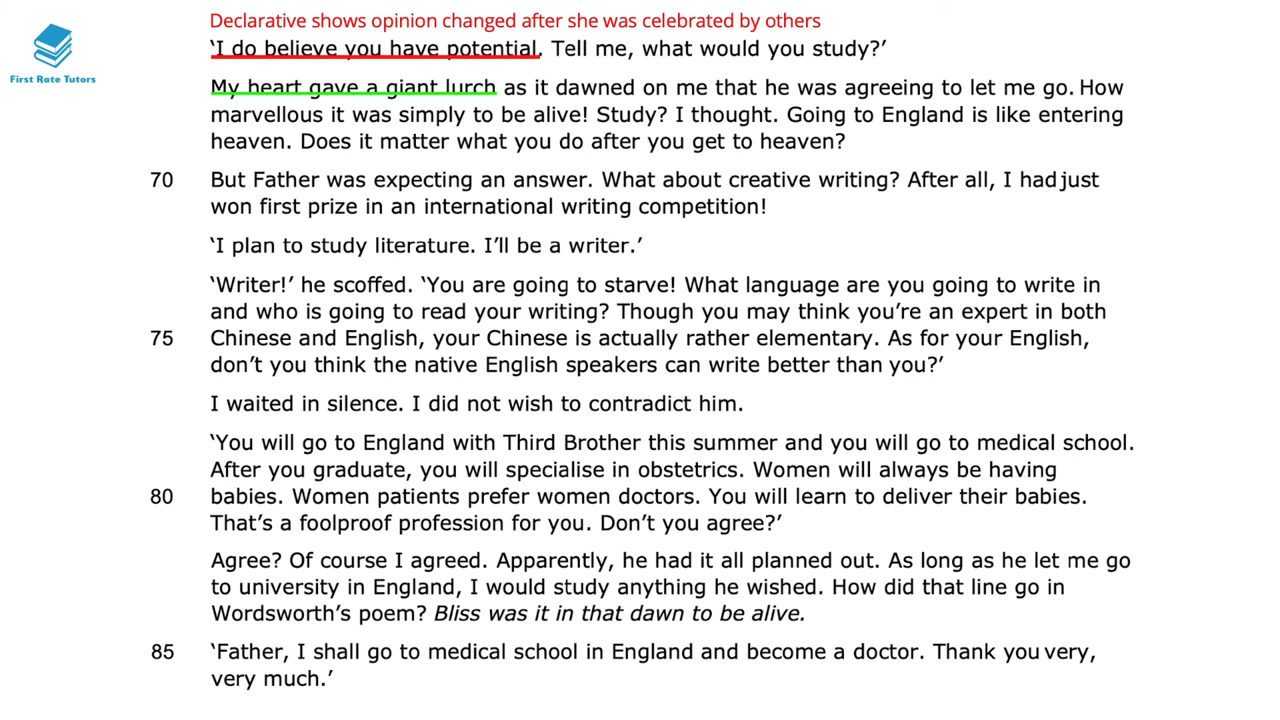 Declarative shows opinion changed after she was celebrated by others
‘I do believe you have potential. Tell me, what would you study?’
First Rate Tutors
My heart gave a giant lurch as it dawned on me that he was agreeing to let me go. How
marvellous it was simply to be alive! Study? I thought. Going to England is like entering
heaven. Does it matter what you do after you get to heaven?
70 But Father was expecting an answer. What about creative writing? After all, I had just
won first prize in an international writing competition!
‘I plan to study literature. I’ll be a writer.’
‘Writer!’ he scoffed. ‘You are going to starve! What language are you going to write in
and who is going to read your writing? Though you may think you’re an expert in both
75 Chinese and English, your Chinese is actually rather elementary. As for your English,
don’t you think the native English speakers can write better than you?’
I waited in silence. I did not wish to contradict him.
‘You will go to England with Third Brother this summer and you will go to medical school.
After you graduate, you will specialise in obstetrics. Women will always be having
80 babies. Women patients prefer women doctors. You will learn to deliver their babies.
That’s a foolproof profession for you. Don’t you agree?’
Agree? Of course I agreed. Apparently, he had it all planned out. As long as he let me go
to university in England, I would study anything he wished. How did that line go in
Wordsworth’s poem? Bliss was it in that dawn to be alive.
85 ‘Father, I shall go to medical school in England and become a doctor. Thank you very,
very much.’